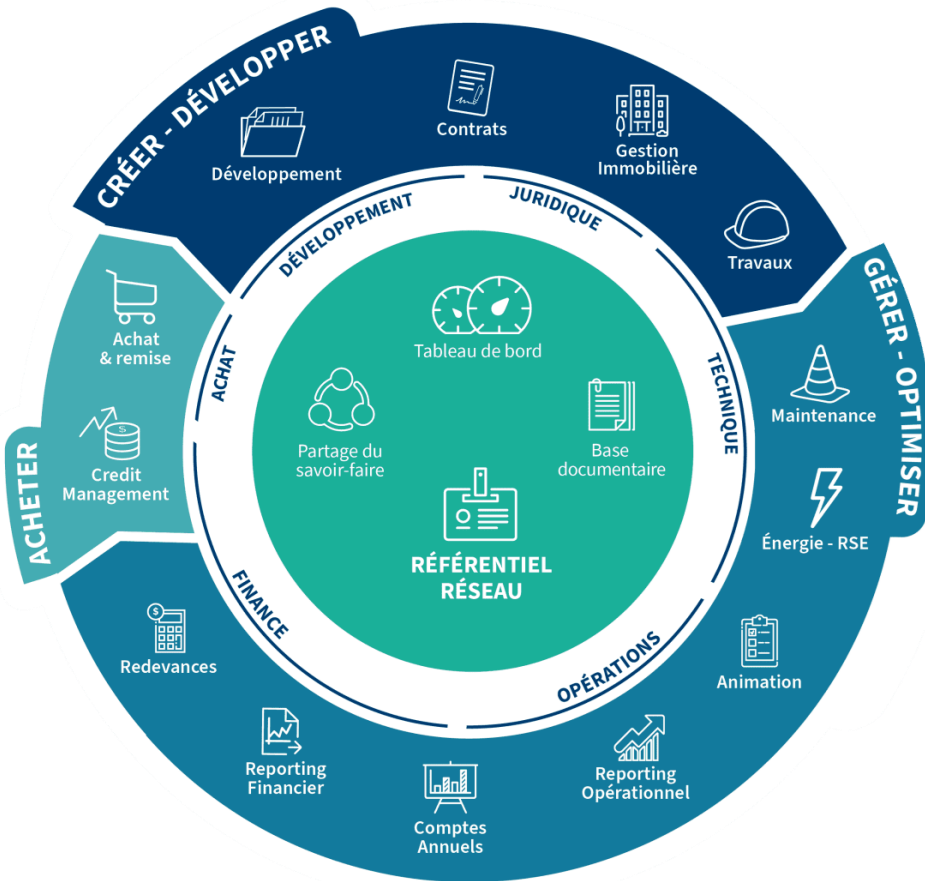 CRÉER - DÉVELOPPER
Développement
Contrats
Gestion
Immobilière
Travaux
GÉRER - OPTIMISER
Maintenance
Énergie - RSE
Animation
Reporting
Opérationnel
Comptes
Annuels
Reporting
Financier
Redevances
ACHETER
Credit
Management
Achat
& remise
DÉVELOPPEMENT
JURIDIQUE
TECHNIQUE
OPÉRATIONS
FINANCE
ACHAT
Tableau de bord
Partage du
savoir-faire
Base
documentaire
RÉFÉRENTIEL
RÉSEAU
$
$